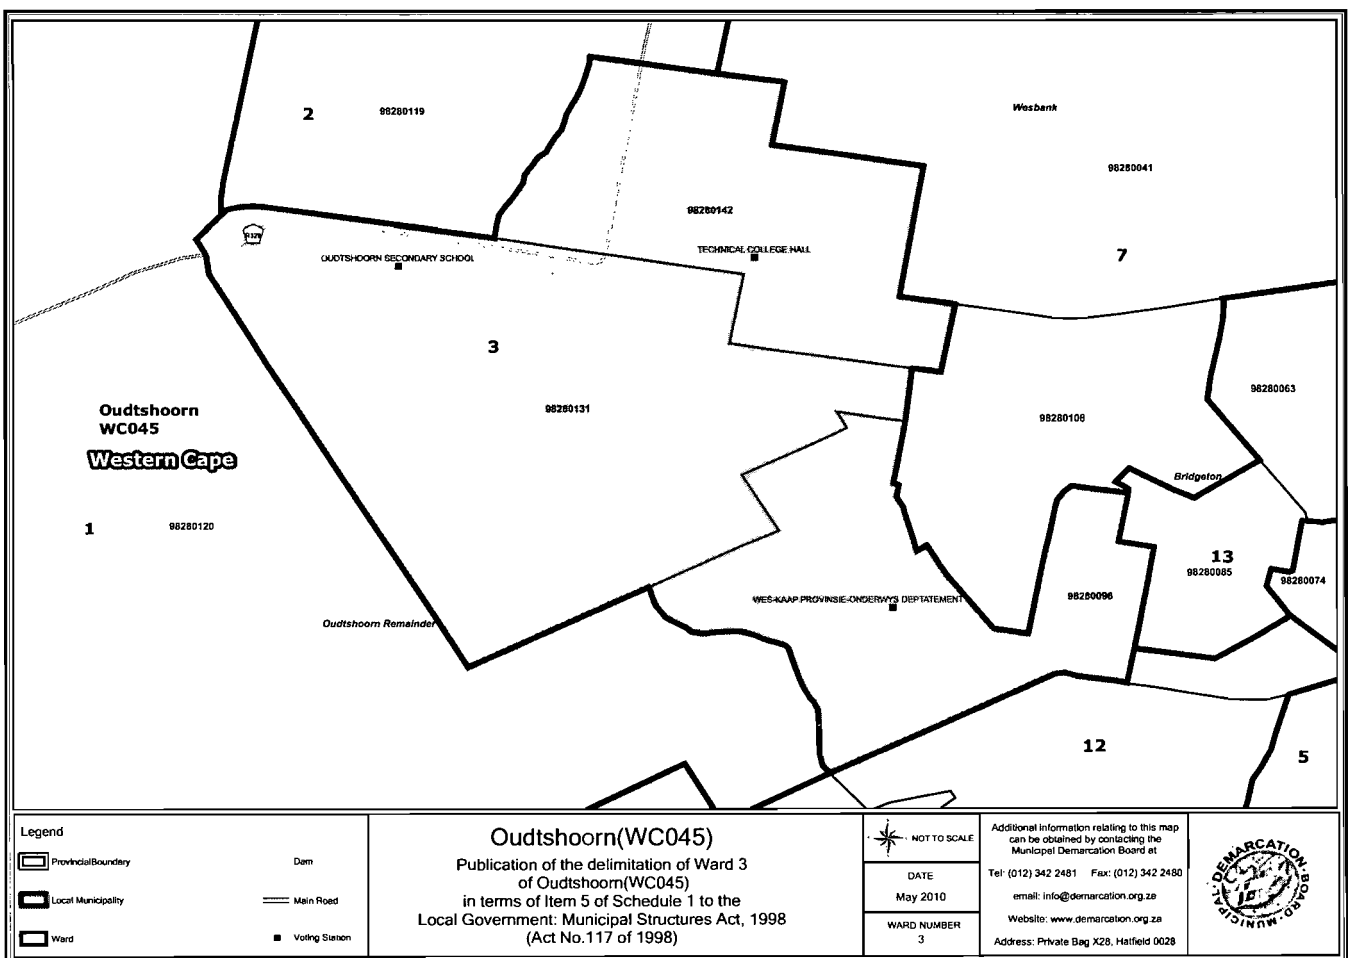 2
98280119
Wesbank
98280041
98280142
TECHNICAL COLLEGE HALL
7
OUDTSHOORN SECONDARY SCHOOL
3
98280063
98280131
98280106
Oudtshoorn
WC045
Western Cape
Bridgeton
1
98280120
13
98280085
98280074
98280096
WES-KAAP PROVINSIE-ONDERWYS DEPTATEMENT
Oudtshoorn Remainder
12
5
Legend
Provincial Boundary
Local Municipality
Ward
Dam
Main Road
Voting Station
Oudtshoorn(WC045)
Publication of the delimitation of Ward 3
of Oudtshoorn(WC045)
in terms of Item 5 of Schedule 1 to the
Local Government: Municipal Structures Act, 1998
(Act No.117 of 1998)
NOT TO SCALE
DATE
May 2010
WARD NUMBER
3
Additional information relating to this map
can be obtained by contacting the
Municipal Demarcation Board at
Tel: (012) 342 2481 Fax: (012) 342 2480
email: info@demarcation.org.za
Website: www.demarcation.org.za
Address: Private Bag X28, Hatfield 0028
MUNICIPAL DEMARCATION BOARD